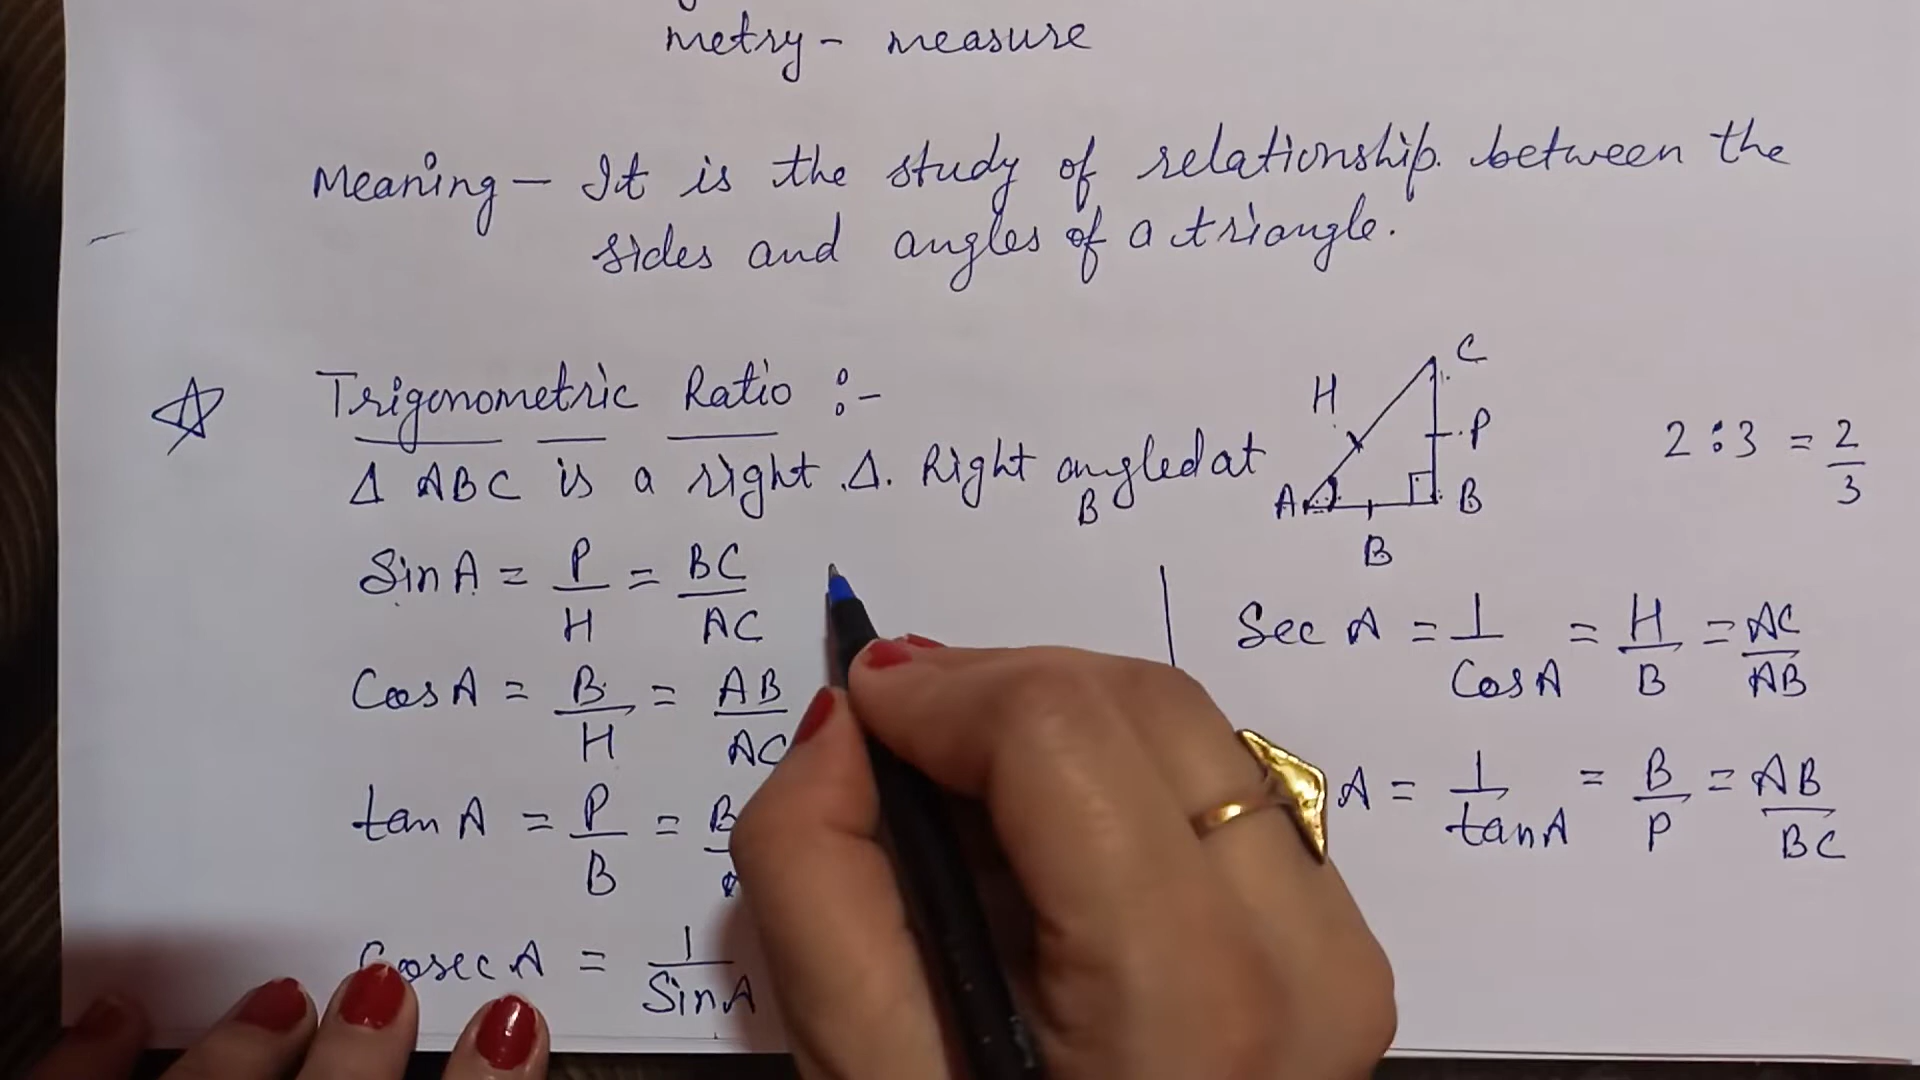 metry - measure
Meaning - It is the study of relationship between the
sides and angles of a triangle.
Trigonometric Ratio :-
Δ ABC is a right Δ. Right angled at
B
C
H
P
A
B
B
2 : 3 = 2/3
Sin A = P/H = BC/AC
Cos A = B/H = AB/AC
tan A = P/B =
Cosec A = 1/Sin A
Sec A = 1/Cos A = H/B = AC/AB
A = 1/tan A = B/P = AB/BC